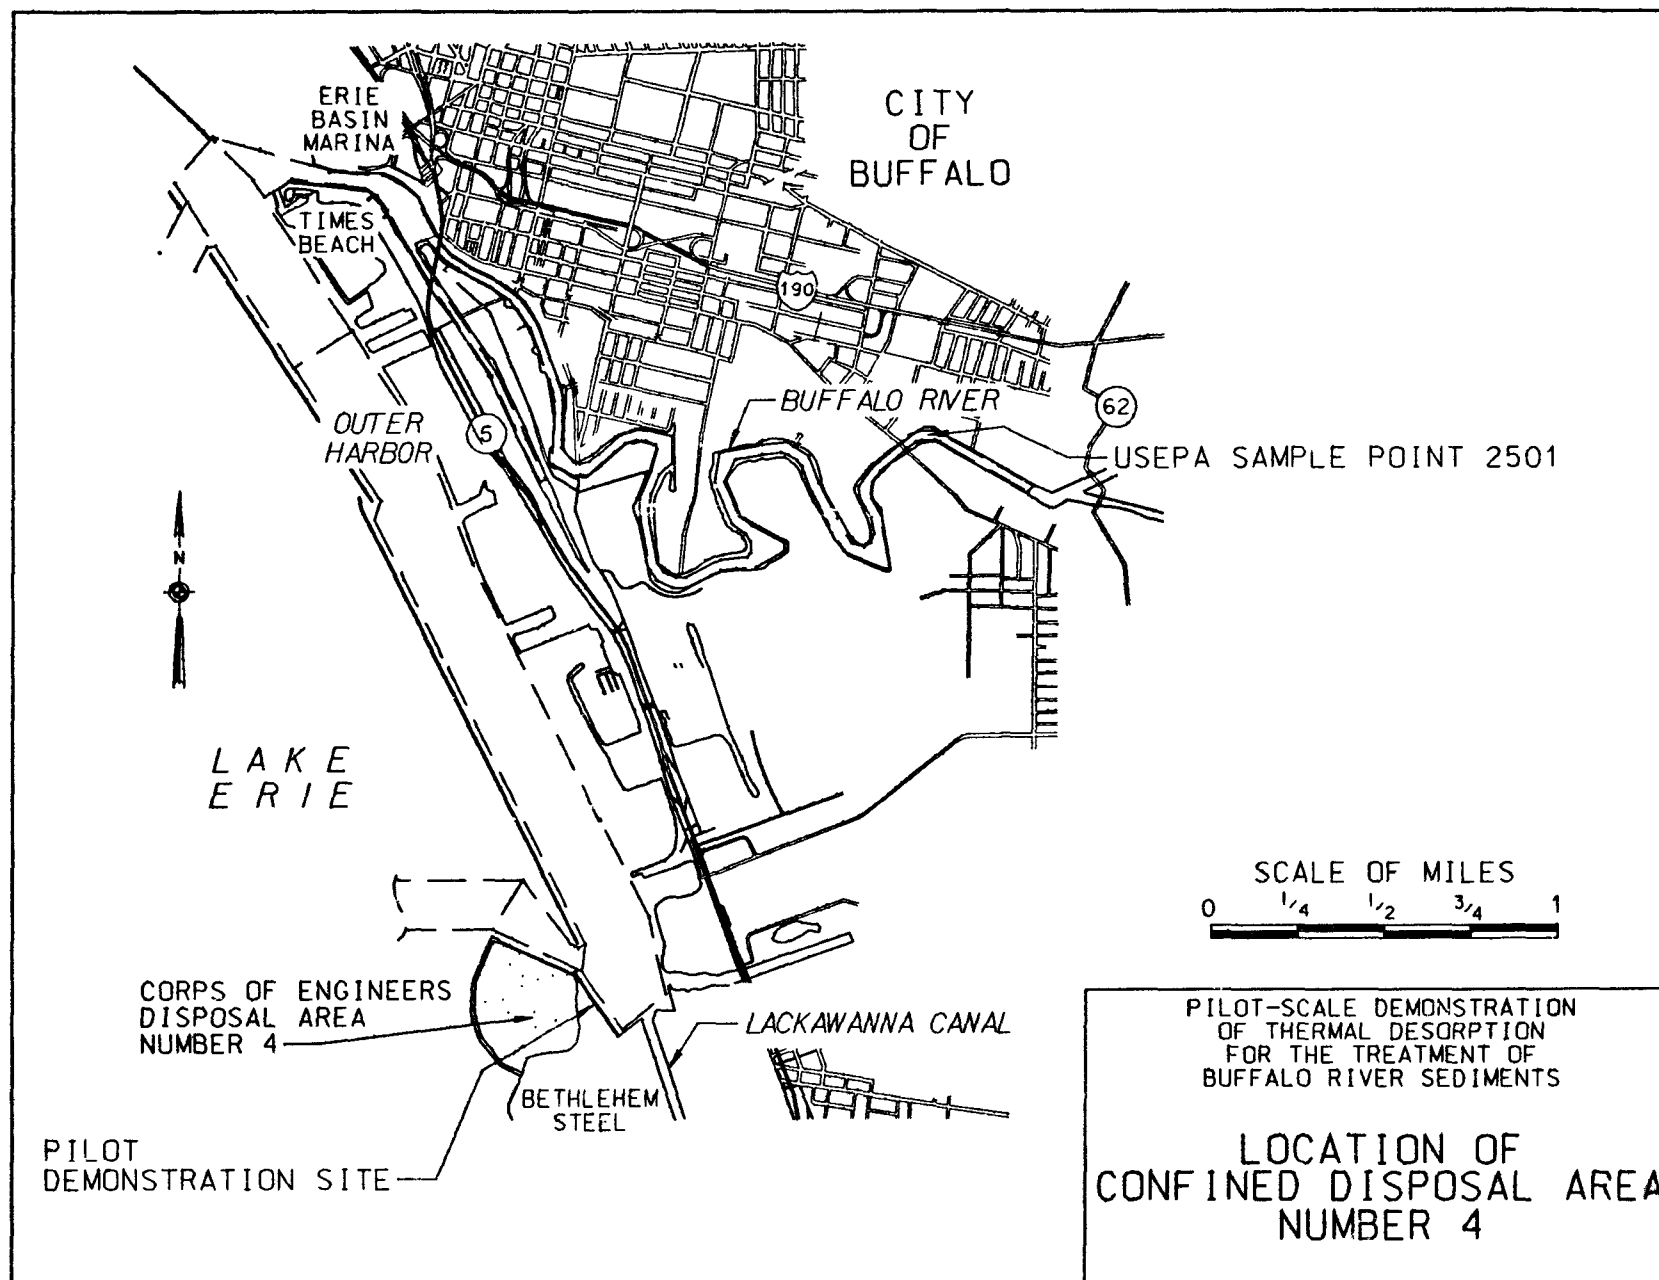 ERIE
BASIN
MARINA
CITY
OF
BUFFALO
TIMES
BEACH
190
BUFFALO RIVER
62
OUTER
HARBOR
5
USEPA SAMPLE POINT 2501
N
LAKE
ERIE
SCALE OF MILES
0 1/4 1/2 3/4 1
CORPS OF ENGINEERS
DISPOSAL AREA
NUMBER 4
LACKAWANNA CANAL
BETHLEHEM
STEEL
PILOT
DEMONSTRATION SITE
PILOT-SCALE DEMONSTRATION
OF THERMAL DESORPTION
FOR THE TREATMENT OF
BUFFALO RIVER SEDIMENTS
LOCATION OF
CONFINED DISPOSAL AREA
NUMBER 4